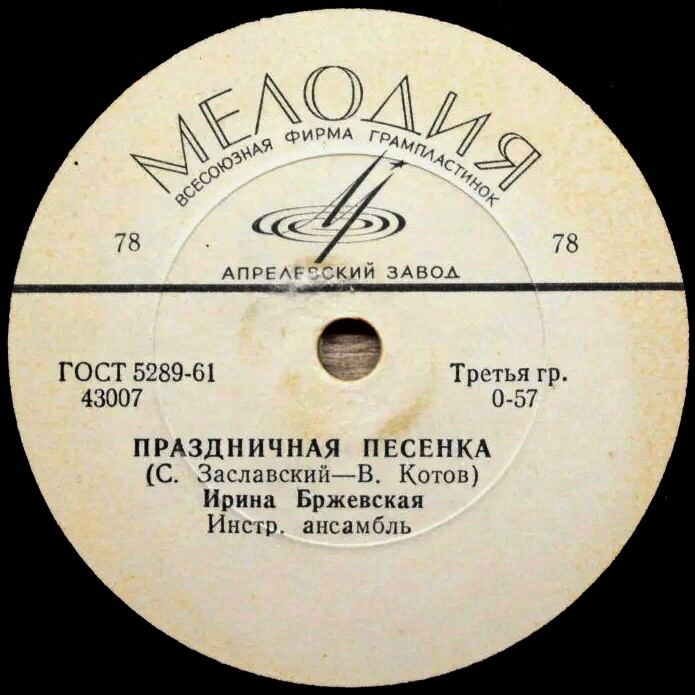 МЕЛОДИЯ
ВСЕСОЮЗНАЯ ФИРМА ГРАМПЛАСТИНОК
78
78
АПРЕЛЕВСКИЙ ЗАВОД
ГОСТ 5289-61
Третья гр.
43007
0-57
ПРАЗДНИЧНАЯ ПЕСЕНКА
(С. Заславский—В. Котов)
Ирина Бржевская
Инстр. ансамбль